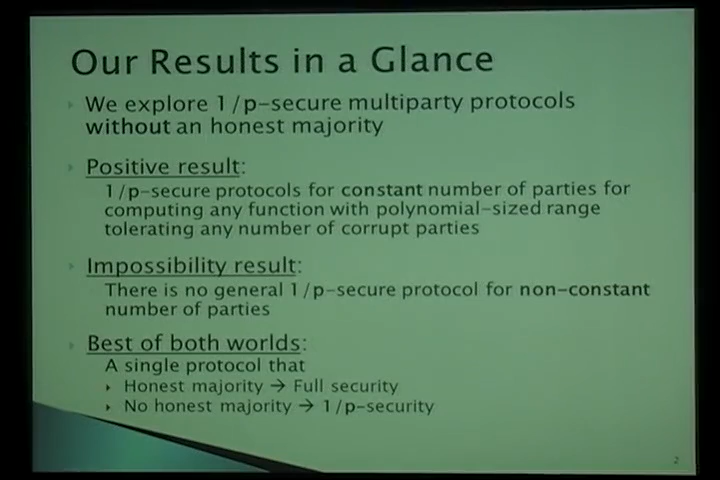 Our Results in a Glance
We explore 1/p-secure multiparty protocols
without an honest majority
Positive result:
1/p-secure protocols for constant number of parties for
computing any function with polynomial-sized range
tolerating any number of corrupt parties
Impossibility result:
There is no general 1/p-secure protocol for non-constant
number of parties
Best of both worlds:
A single protocol that
Honest majority → Full security
No honest majority → 1/p-security
2